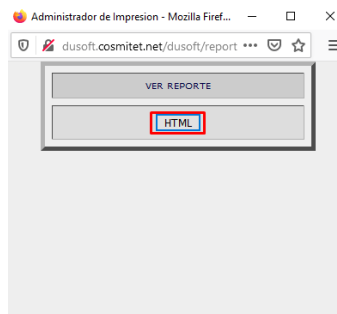 Administrador de Impresion - Mozilla Firef...
dusoft.cosmitet.net/dusoft/report
VER REPORTE
HTML